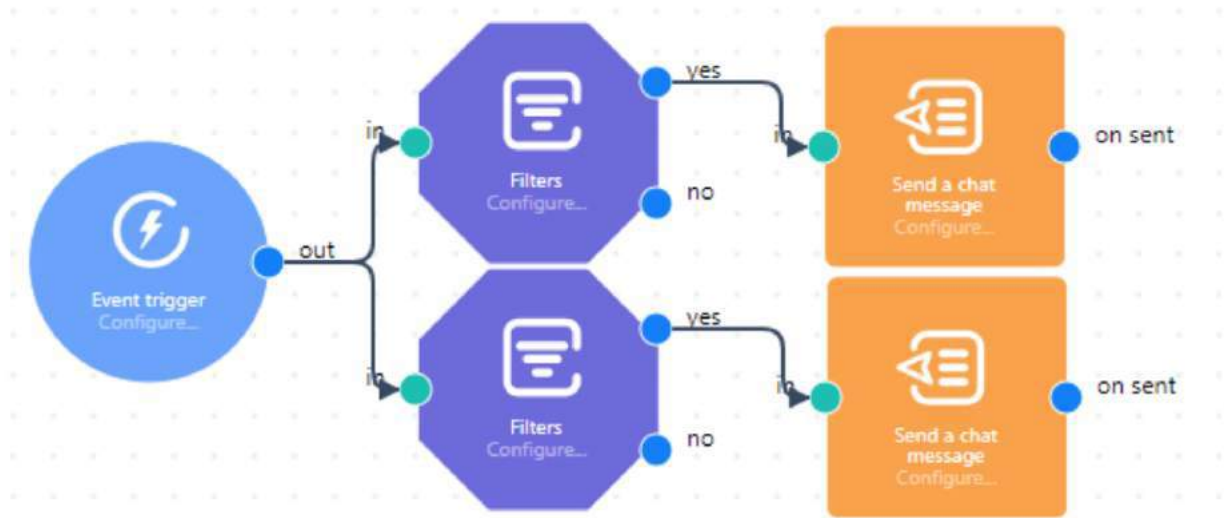 yes
in
in
on sent
Filters
Configure...
no
Send a chat
message
Configure...
out
Event trigger
Configure...
yes
in
in
on sent
Filters
Configure...
no
Send a chat
message
Configure...